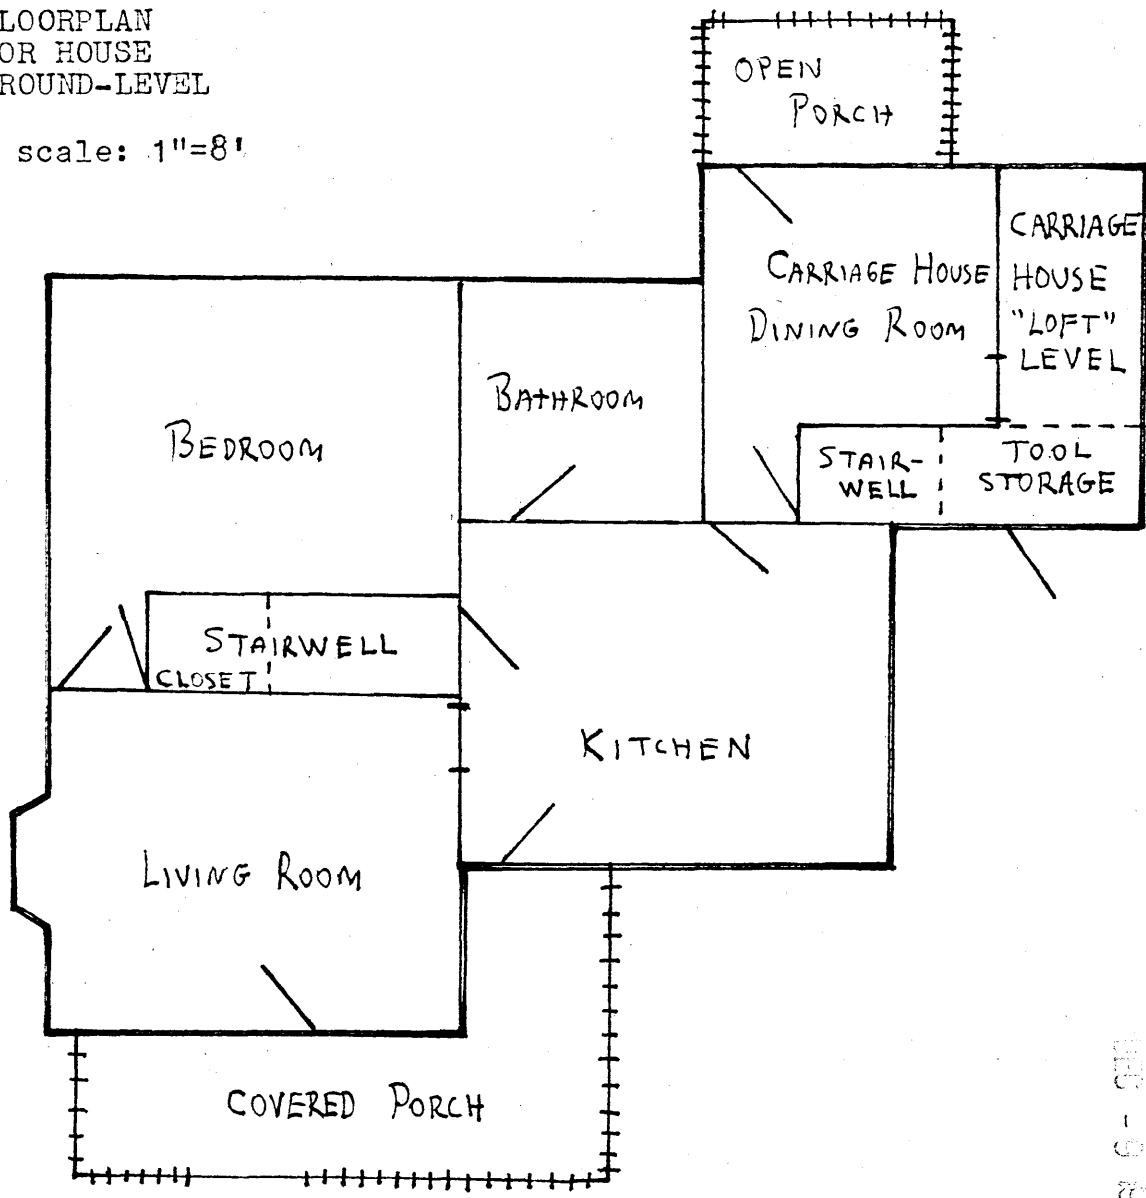 LOORPLAN
OR HOUSE
ROUND-LEVEL
scale: 1"=8'
OPEN
PORCH
CARRIAGE HOUSE
DINING ROOM
CARRIAGE
HOUSE
"LOFT"
LEVEL
BATHROOM
BEDROOM
STAIR-
WELL
TOOL
STORAGE
STAIRWELL
CLOSET
KITCHEN
LIVING ROOM
COVERED PORCH